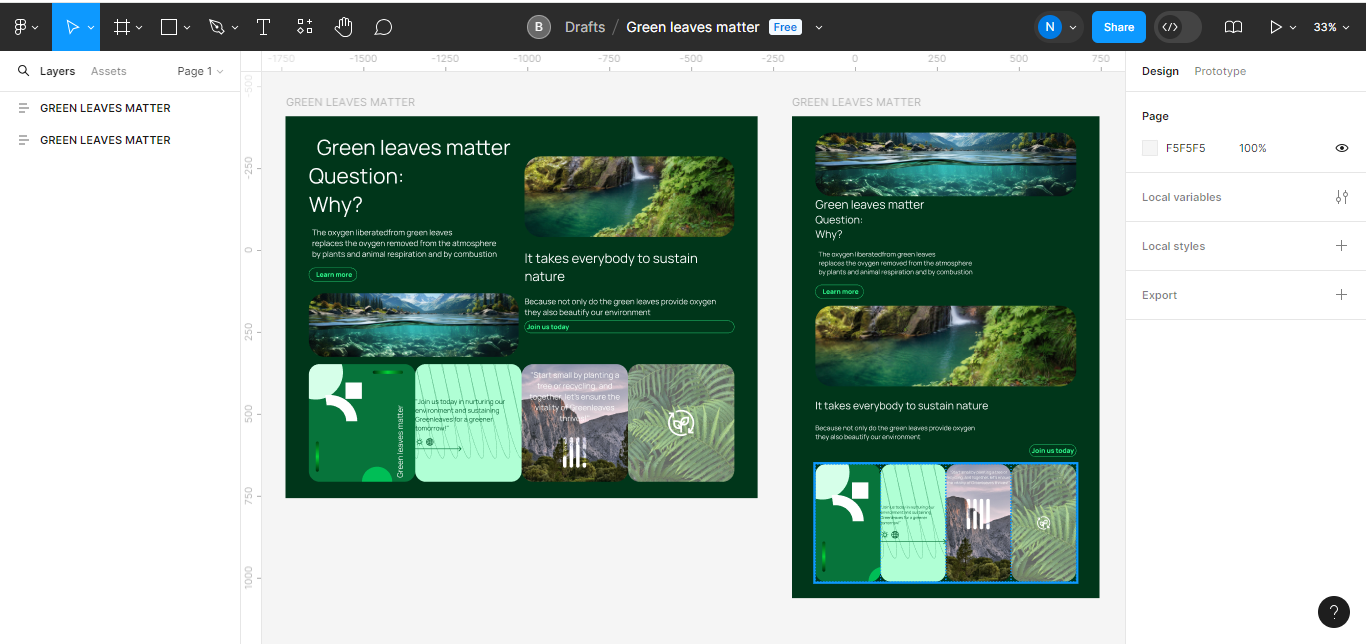 B
Drafts / Green leaves matter Free
N
Share
33%
Layers
Assets
Page 1
GREEN LEAVES MATTER
GREEN LEAVES MATTER
-1750
-1500
-1250
-1000
-750
-500
-250
0
250
500
750
-500
-250
0
250
500
750
1000
GREEN LEAVES MATTER
Green leaves matter
Question:
Why?
The oxygen liberatedfrom green leaves
replaces the ovygen removed from the atmosphere
by plants and animal respiration and by combustion
Learn more
It takes everybody to sustain
nature
Because not only do the green leaves provide oxygen
they also beautify our environment
Join us today
Green leaves matter
"Join us today in nurturing our
environment and sustaining
Greenleaves for a greener
tomorrow!"
"Start small by planting a
tree or recycling, and
together, let's ensure the
vitality of Greenleaves
thrives!"
GREEN LEAVES MATTER
Green leaves matter
Question:
Why?
The oxygen liberatedfrom green leaves
replaces the ovygen removed from the atmosphere
by plants and animal respiration and by combustion
Learn more
It takes everybody to sustain nature
Because not only do the green leaves provide oxygen
they also beautify our environment
Join us today
Design
Prototype
Page
F5F5F5
100%
Local variables
Local styles
Export
?